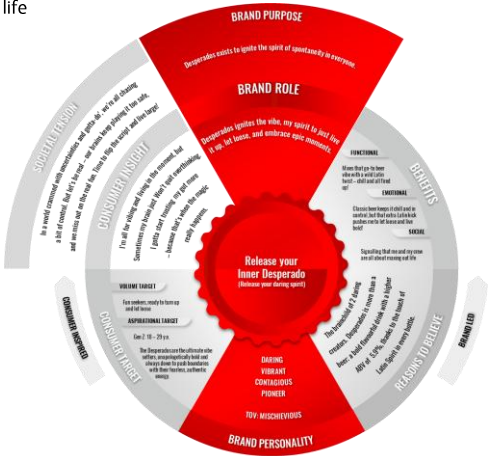 life
BRAND PURPOSE
Desperados exists to ignite the spirit of spontaneity in everyone.
BRAND ROLE
Desperados ignites the vibe, my spirit to just live
it up, let loose, and embrace epic moments.
SOCIETAL TENSION
In a world crammed with uncertainties and 'gotta do', we're all chasing
a bit of control. But let's be real – our brains keep playing it too safe,
and we miss out on the real fun. Time to flip the script and live large!
CONSUMER INSIGHT
I'm all for vibing and living in the moment, but
Sometimes my brain just Won't quit overthinking.
I gotta start trusting my gut more
– because that's when the magic
really happens.
BENEFITS
FUNCTIONAL
Mass that go-to beer
vibe with a wild Latin
twist – chill and all fired
up!
EMOTIONAL
Classic beer keeps it chill and in
control, but that extra Latin kick
pushes me to let loose and live
bold!
SOCIAL
Signalling that me and my crew
are all about maxing out life
Release your
Inner Desperado
(Release your daring spirit)
VOLUME TARGET
Fun seekers; ready to turn up
and let loose
ASPIRATIONAL TARGET
Gen Z 18 – 29 yo.
The Desperados are the ultimate vibe
setters, unapologetically bold and
always down to push boundaries
with their fearless, authentic
energy
CONSUMER TARGET
The brainchild of 2 daring
creators, Desperados is more than a
beer: a bold flavourful drink with a higher
ABV of 5.9%, thanks to the touch of
Latin Spirit in every bottle.
REASONS TO BELIEVE
CONSUMER INSPIRED
BRAND LED
DARING
VIBRANT
CONTAGIOUS
PIONEER
TOV: MISCHIEVIOUS
BRAND PERSONALITY